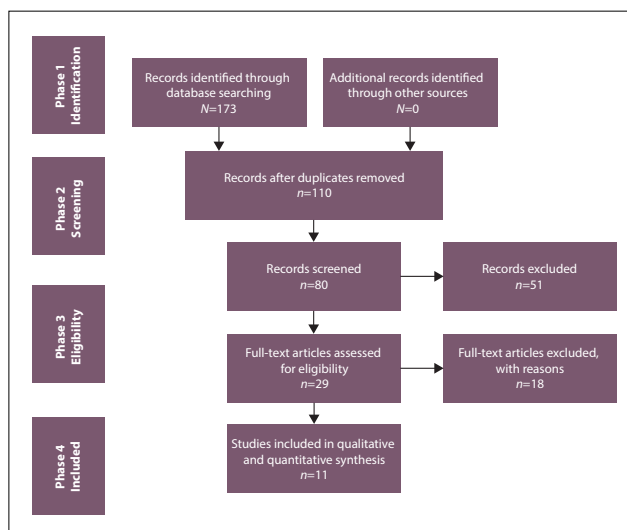 Phase 1
Identification
Records identified through
database searching
N=173
Additional records identified
through other sources
N=0
Phase 2
Screening
Records after duplicates removed
n=110
Records screened
n=80
Records excluded
n=51
Phase 3
Eligibility
Full-text articles assessed
for eligibility
n=29
Full-text articles excluded,
with reasons
n=18
Phase 4
Included
Studies included in qualitative
and quantitative synthesis
n=11